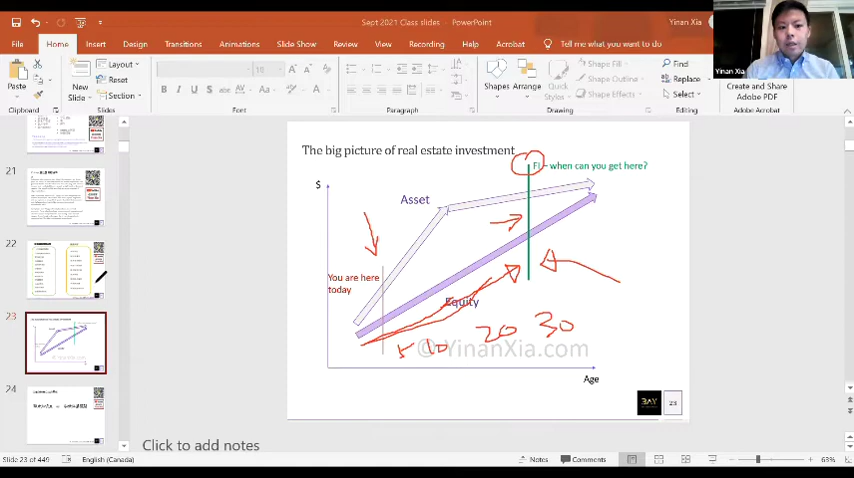 Sept 2021 Class slides - PowerPoint
Yinan Xia
File
Home
Insert
Design
Transitions
Animations
Slide Show
Review
View
Recording
Help
Acrobat
Tell me what you want to do
Paste
New
Slide
Layout
Reset
Section
18
B I U S
Aa
A
Shapes
Arrange
Quick
Styles
Shape Fill
Shape Outline
Shape Effects
Find
Replace
Select
Create and Share
Adobe PDF
Yinan Xia
Clipboard
Slides
Font
Paragraph
Drawing
Editing
Adobe Acrobat
21
22
23
24
The big picture of real estate investment
$
FI – when can you get here?
Asset
You are here
today
Equity
5 10 20 30
© YinanXia.com
Age
BAY
23
Click to add notes
Slide 23 of 449
English (Canada)
Notes
Comments
63%